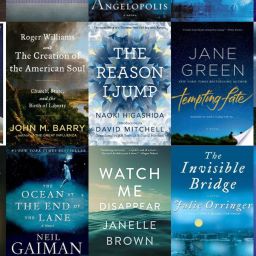 ANGELOPOLIS
A NOVEL
Roger Williams
and
The Creation
of the
American Soul
Church, State,
and the
Birth of Liberty
JOHN M. BARRY
THE REASON
I JUMP
NAOKI HIGASHIDA
DAVID MITCHELL
JANE
GREEN
Tempting Fate
THE OCEAN
AT THE END
OF THE LANE
NEIL
GAIMAN
WATCH
ME
DISAPPEAR
JANELLE
BROWN
The
Invisible
Bridge
Julie Orringer